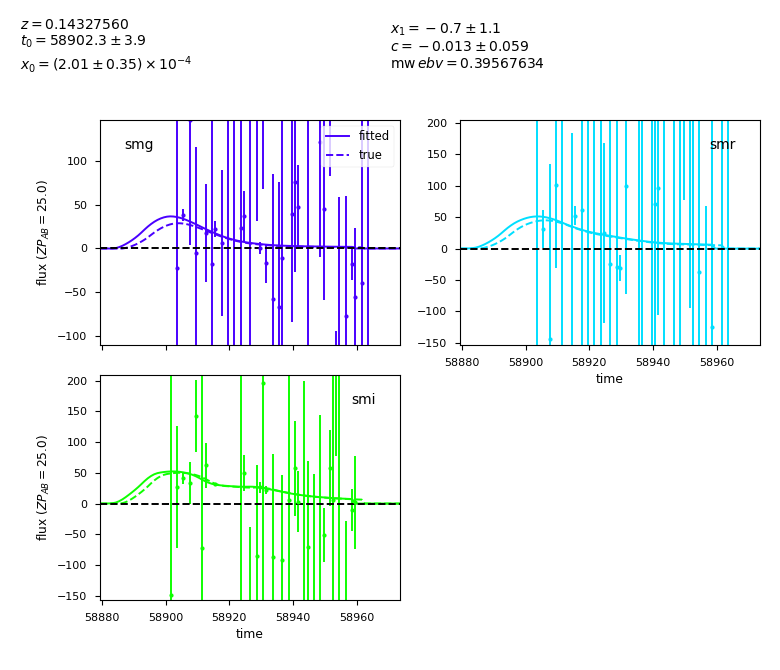 z = 0.14327560
t₀ = 58902.3 ± 3.9
x₀ = (2.01 ± 0.35) × 10⁻⁴
x₁ = −0.7 ± 1.1
c = −0.013 ± 0.059
mw ebv = 0.39567634
smg
fitted
true
100
50
0
−50
−100
flux (ZP_AB = 25.0)
smr
200
150
100
50
0
−50
−100
−150
58880 58900 58920 58940 58960
time
smi
200
150
100
50
0
−50
−100
−150
flux (ZP_AB = 25.0)
58880 58900 58920 58940 58960
time